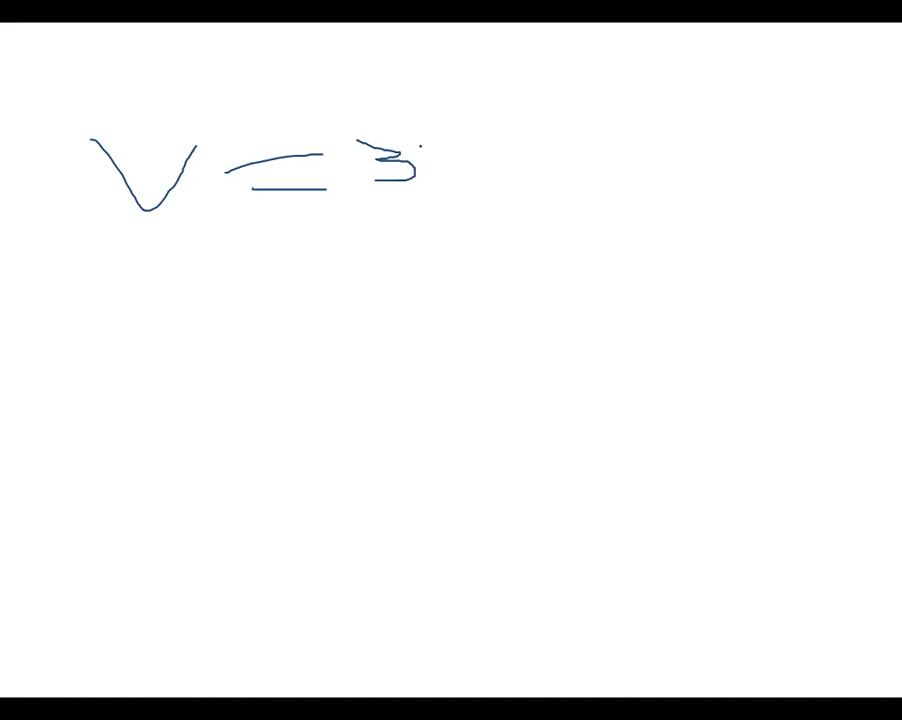 V = 3